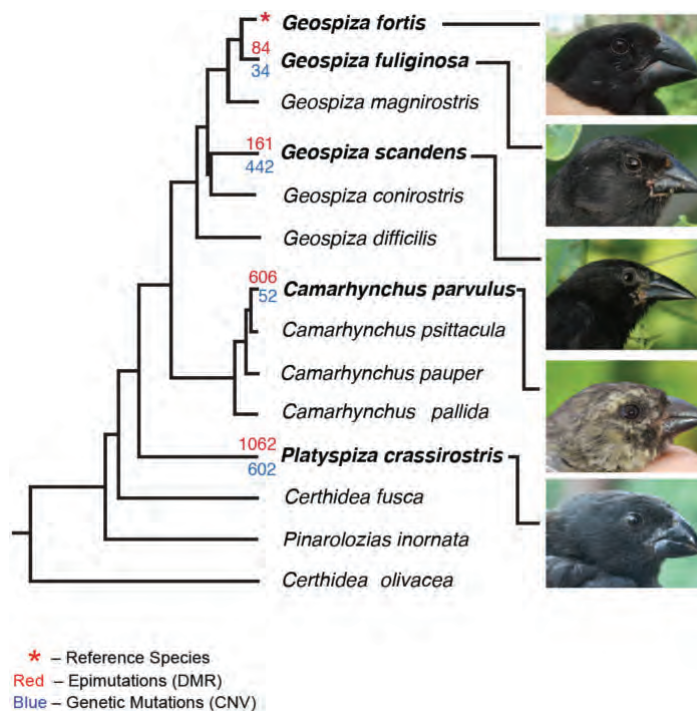 *
Geospiza fortis
84
34
Geospiza fuliginosa
Geospiza magnirostris
161
442
Geospiza scandens
Geospiza conirostris
Geospiza difficilis
606
52
Camarhynchus parvulus
Camarhynchus psittacula
Camarhynchus pauper
Camarhynchus pallida
1062
602
Platyspiza crassirostris
Certhidea fusca
Pinarolozias inornata
Certhidea olivacea
* – Reference Species
Red – Epimutations (DMR)
Blue – Genetic Mutations (CNV)